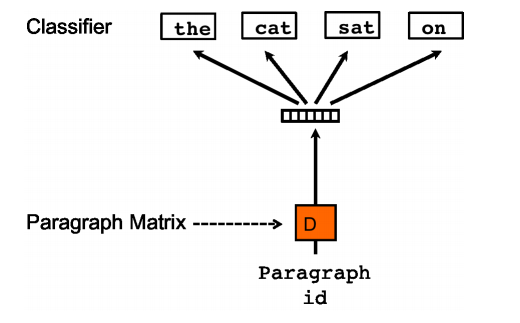 Classifier the cat sat on
Paragraph Matrix D
Paragraph
id